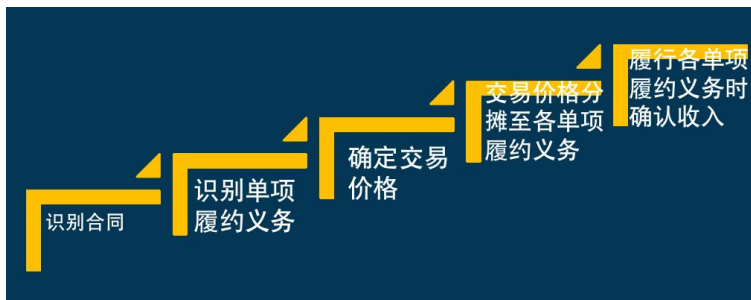 识别合同
识别单项
履约义务
确定交易
价格
交易价格分
摊至各单项
履约义务
履行各单项
履约义务时
确认收入